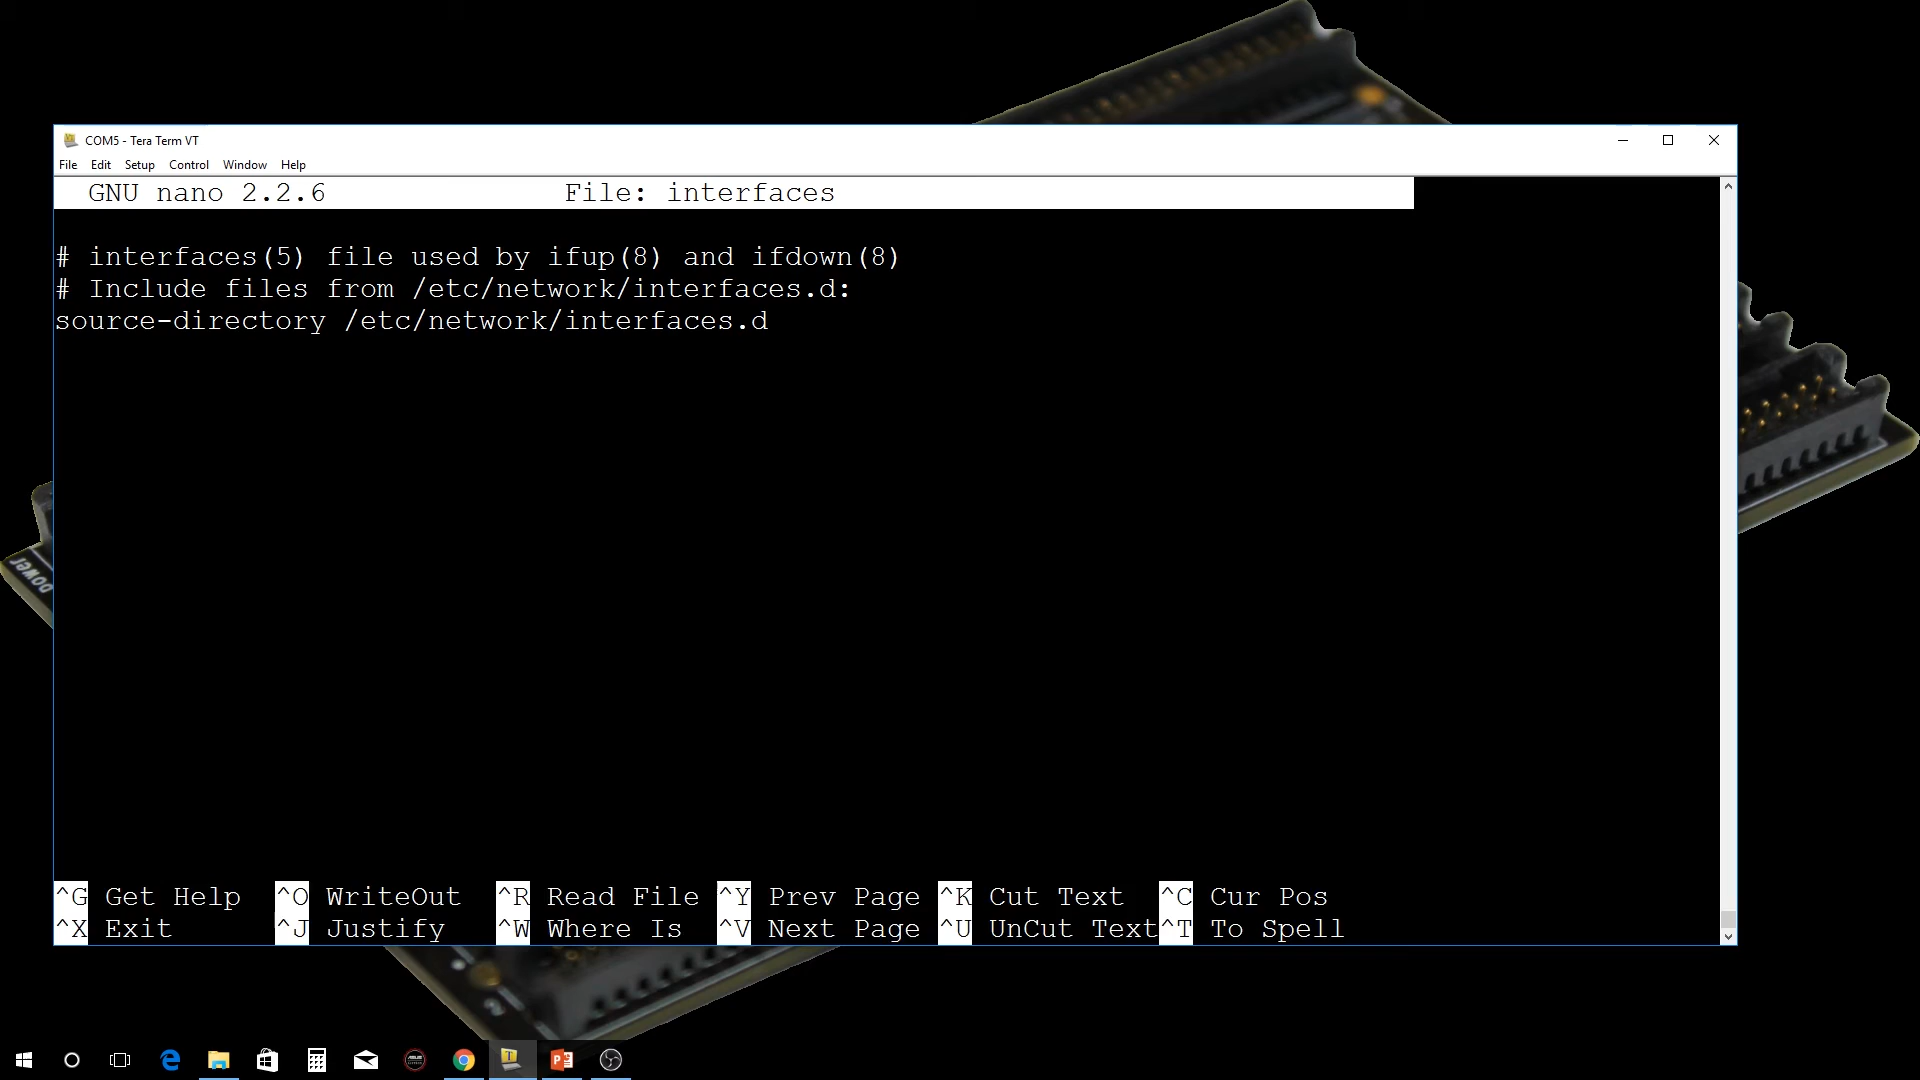 COM5 - Tera Term VT
File Edit Setup Control Window Help
GNU nano 2.2.6 File: interfaces
# interfaces(5) file used by ifup(8) and ifdown(8)
# Include files from /etc/network/interfaces.d:
source-directory /etc/network/interfaces.d
power
^G Get Help ^O WriteOut ^R Read File ^Y Prev Page ^K Cut Text ^C Cur Pos
^X Exit ^J Justify ^W Where Is ^V Next Page ^U UnCut Text ^T To Spell